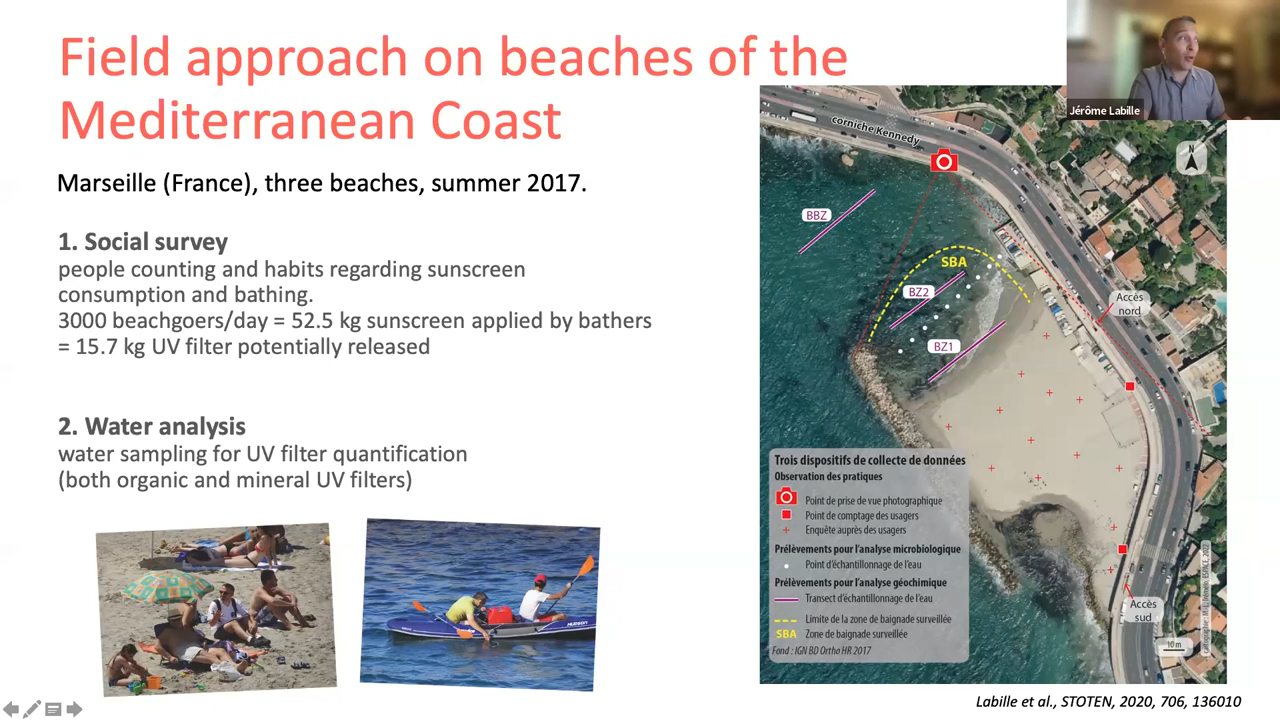 Field approach on beaches of the
Mediterranean Coast
Jérôme Labille
Marseille (France), three beaches, summer 2017.
1. Social survey
people counting and habits regarding sunscreen
consumption and bathing.
3000 beachgoers/day = 52.5 kg sunscreen applied by bathers
= 15.7 kg UV filter potentially released
2. Water analysis
water sampling for UV filter quantification
(both organic and mineral UV filters)
corniche Kennedy
N
BBZ
SBA
BZ2
BZ1
Accès
nord
Trois dispositifs de collecte de données
Observation des pratiques
Point de prise de vue photographique
Point de comptage des usagers
Enquête auprès des usagers
Prélèvements pour l'analyse microbiologique
Point d'échantillonnage de l'eau
Prélèvements pour l'analyse géochimique
Transect d'échantillonnage de l'eau
Limite de la zone de baignade surveillée
SBA Zone de baignade surveillée
Fond : IGN BD Ortho HR 2017
Accès
sud
10 m
Labille et al., STOTEN, 2020, 706, 136010